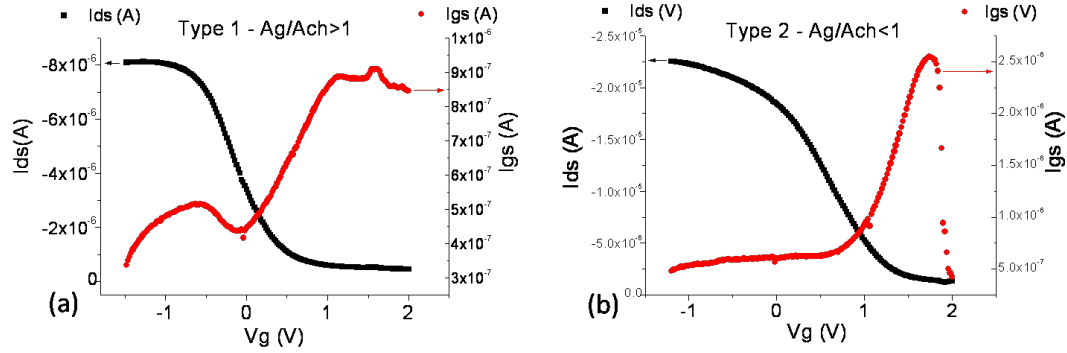 Ids (A)
Igs (A)
Type 1 - Ag/Ach>1
-8x10⁻⁶
-6x10⁻⁶
-4x10⁻⁶
-2x10⁻⁶
0
Ids(A)
1x10⁻⁶
9x10⁻⁷
8x10⁻⁷
7x10⁻⁷
6x10⁻⁷
5x10⁻⁷
4x10⁻⁷
3x10⁻⁷
Igs (A)
-1 0 1 2
Vg (V)
(a)
Ids (V)
Igs (V)
Type 2 - Ag/Ach<1
-2.5x10⁻⁵
-2.0x10⁻⁵
-1.5x10⁻⁵
-1.0x10⁻⁵
-5.0x10⁻⁶
0.0
Ids (A)
2.5x10⁻⁶
2.0x10⁻⁶
1.5x10⁻⁶
1.0x10⁻⁶
5.0x10⁻⁷
Igs (A)
-1 0 1 2
Vg (V)
(b)